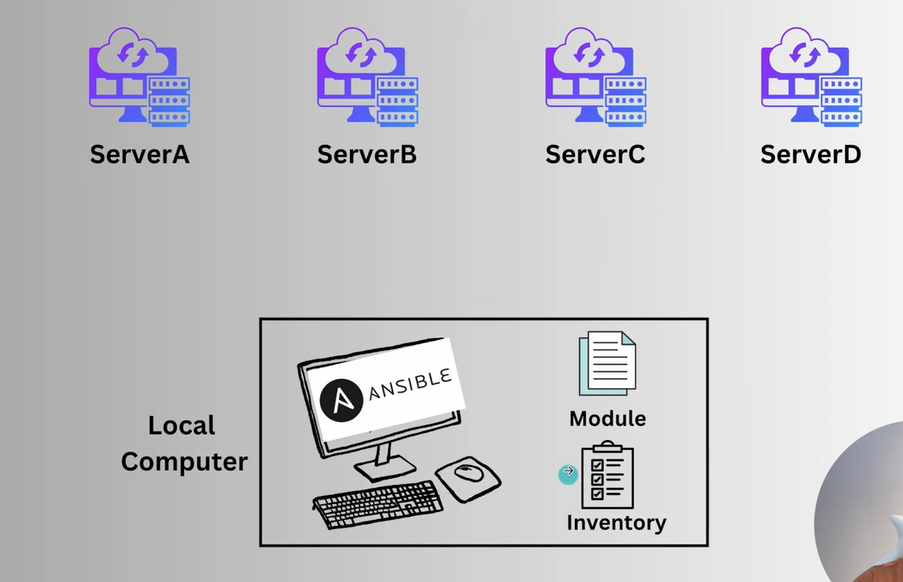 ServerA
ServerB
ServerC
ServerD
Local
Computer
ANSIBLE
Module
Inventory